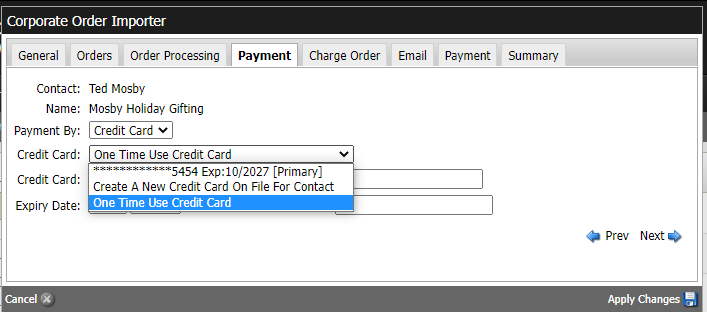 Corporate Order Importer
General Orders Order Processing Payment Charge Order Email Payment Summary
Contact: Ted Mosby
Name: Mosby Holiday Gifting
Payment By: Credit Card
Credit Card: One Time Use Credit Card
************5454 Exp:10/2027 [Primary]
Credit Card: Create A New Credit Card On File For Contact
Expiry Date: One Time Use Credit Card
Prev Next
Cancel Apply Changes